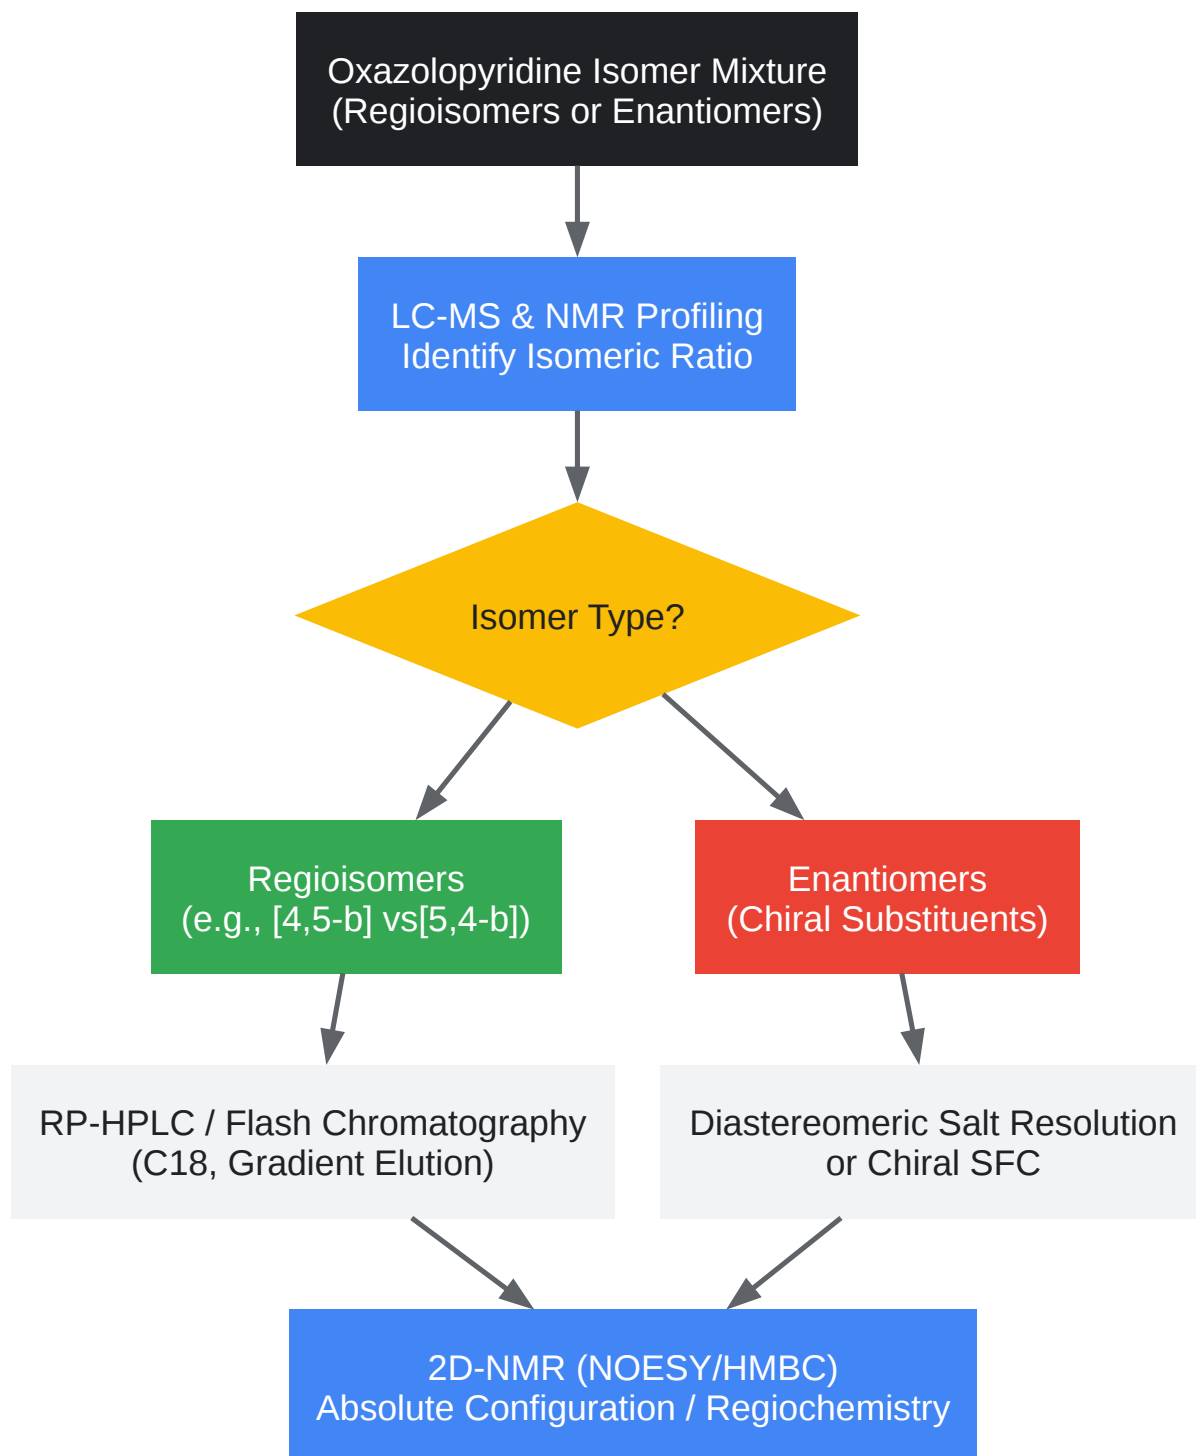 Oxazolopyridine Isomer Mixture
(Regioisomers or Enantiomers)
LC-MS & NMR Profiling
Identify Isomeric Ratio
Isomer Type?
Regioisomers
(e.g., [4,5-b] vs[5,4-b])
Enantiomers
(Chiral Substituents)
RP-HPLC / Flash Chromatography
(C18, Gradient Elution)
Diastereomeric Salt Resolution
or Chiral SFC
2D-NMR (NOESY/HMBC)
Absolute Configuration / Regiochemistry